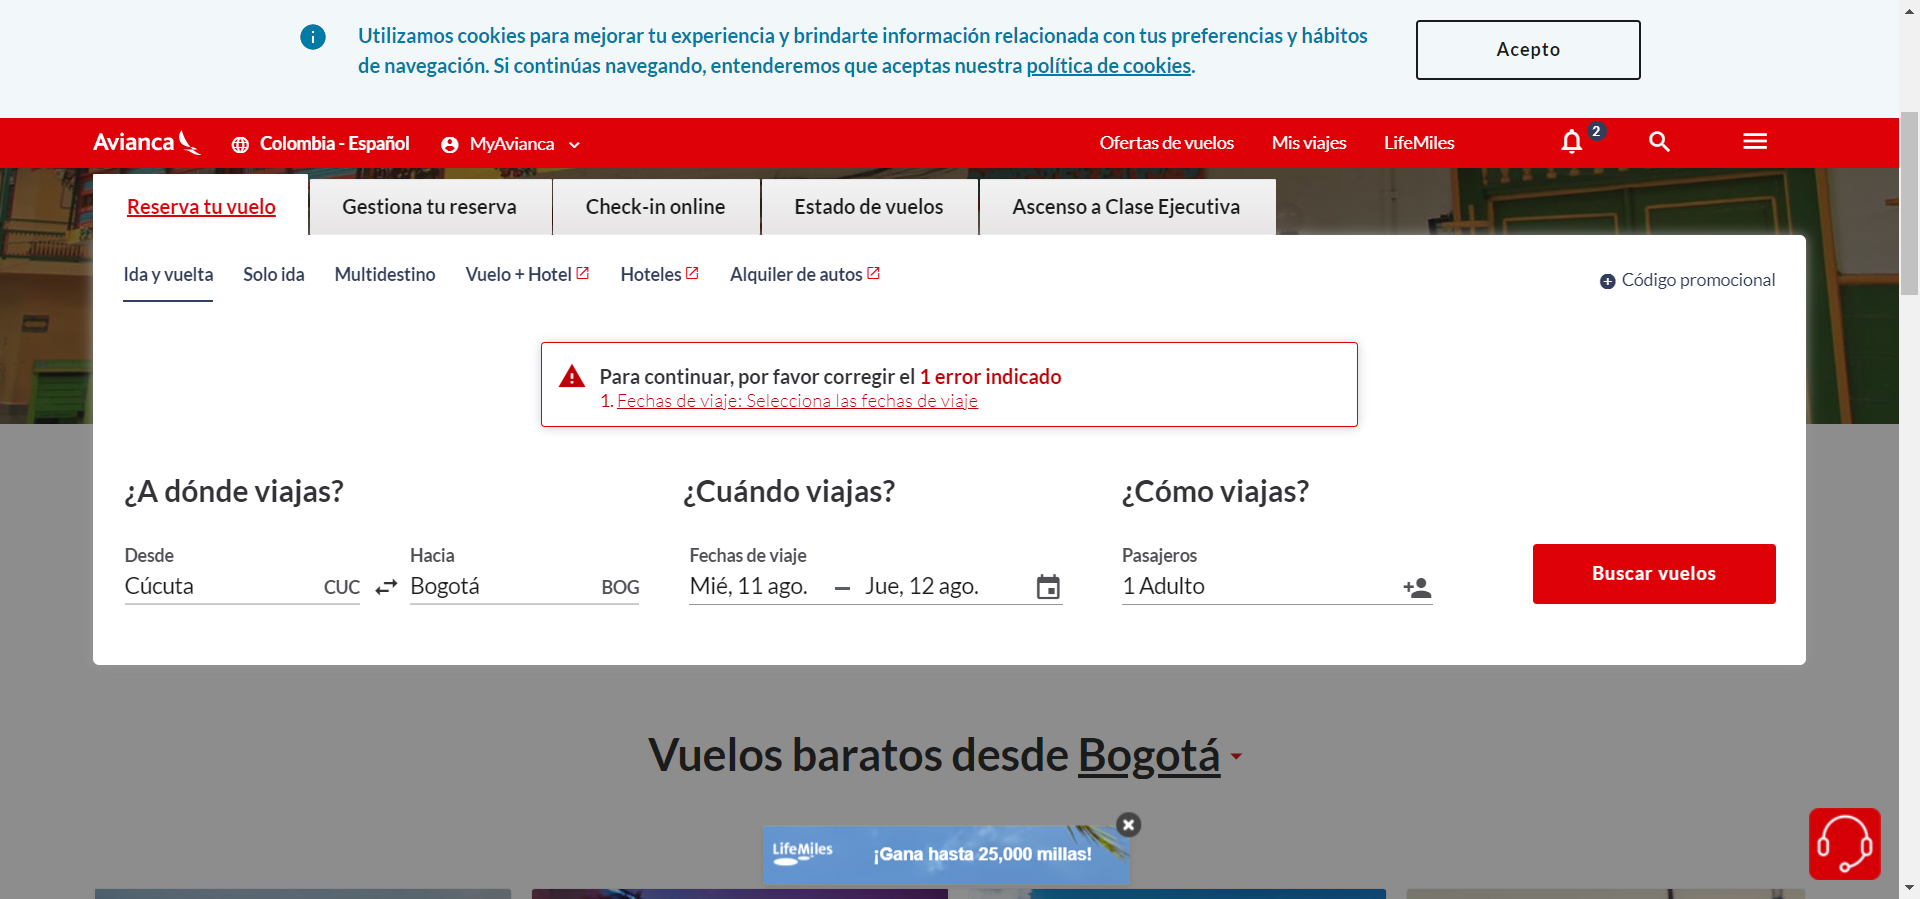 Utilizamos cookies para mejorar tu experiencia y brindarte información relacionada con tus preferencias y hábitos
de navegación. Si continúas navegando, entenderemos que aceptas nuestra política de cookies.
Acepto
Avianca
Colombia - Español
MyAvianca
Ofertas de vuelos
Mis viajes
LifeMiles
2
Reserva tu vuelo
Gestiona tu reserva
Check-in online
Estado de vuelos
Ascenso a Clase Ejecutiva
Ida y vuelta
Solo ida
Multidestino
Vuelo + Hotel
Hoteles
Alquiler de autos
Código promocional
Para continuar, por favor corregir el 1 error indicado
1. Fechas de viaje: Selecciona las fechas de viaje
¿A dónde viajas?
¿Cuándo viajas?
¿Cómo viajas?
Desde
Hacia
Fechas de viaje
Pasajeros
Cúcuta CUC
Bogotá BOG
Mié, 11 ago. – Jue, 12 ago.
1 Adulto
Buscar vuelos
Vuelos baratos desde Bogotá
LifeMiles
¡Gana hasta 25,000 millas!